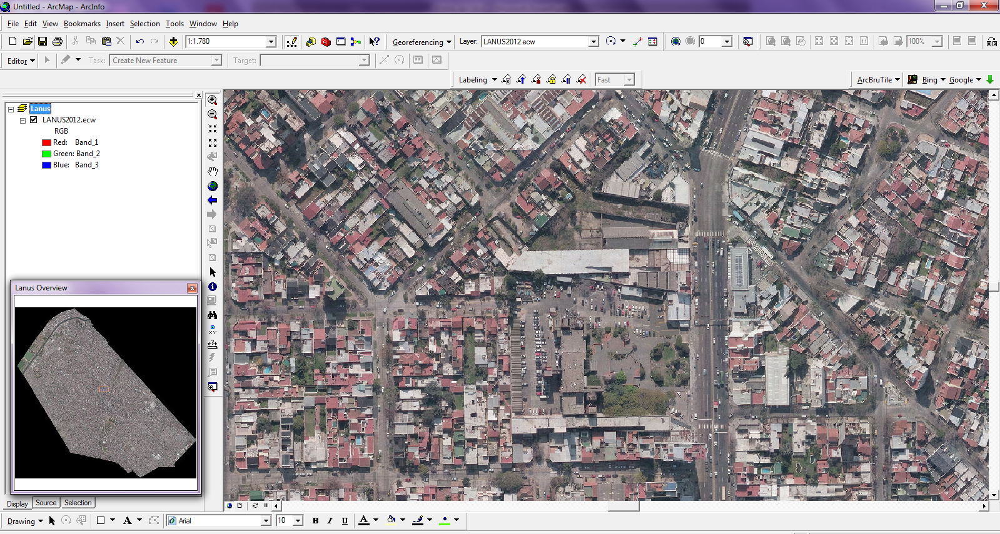 Untitled - ArcMap - ArcInfo
File Edit View Bookmarks Insert Selection Tools Window Help
1:1.780 Georeferencing Layer: LANUS2012.ecw 0 100%
Editor Task: Create New Feature Target:
Labeling Fast ArcBruTile Bing Google
Lanus
LANUS2012.ecw
RGB
Red: Band_1
Green: Band_2
Blue: Band_3
Lanus Overview
Display Source Selection
Drawing A Arial 10 B I U A